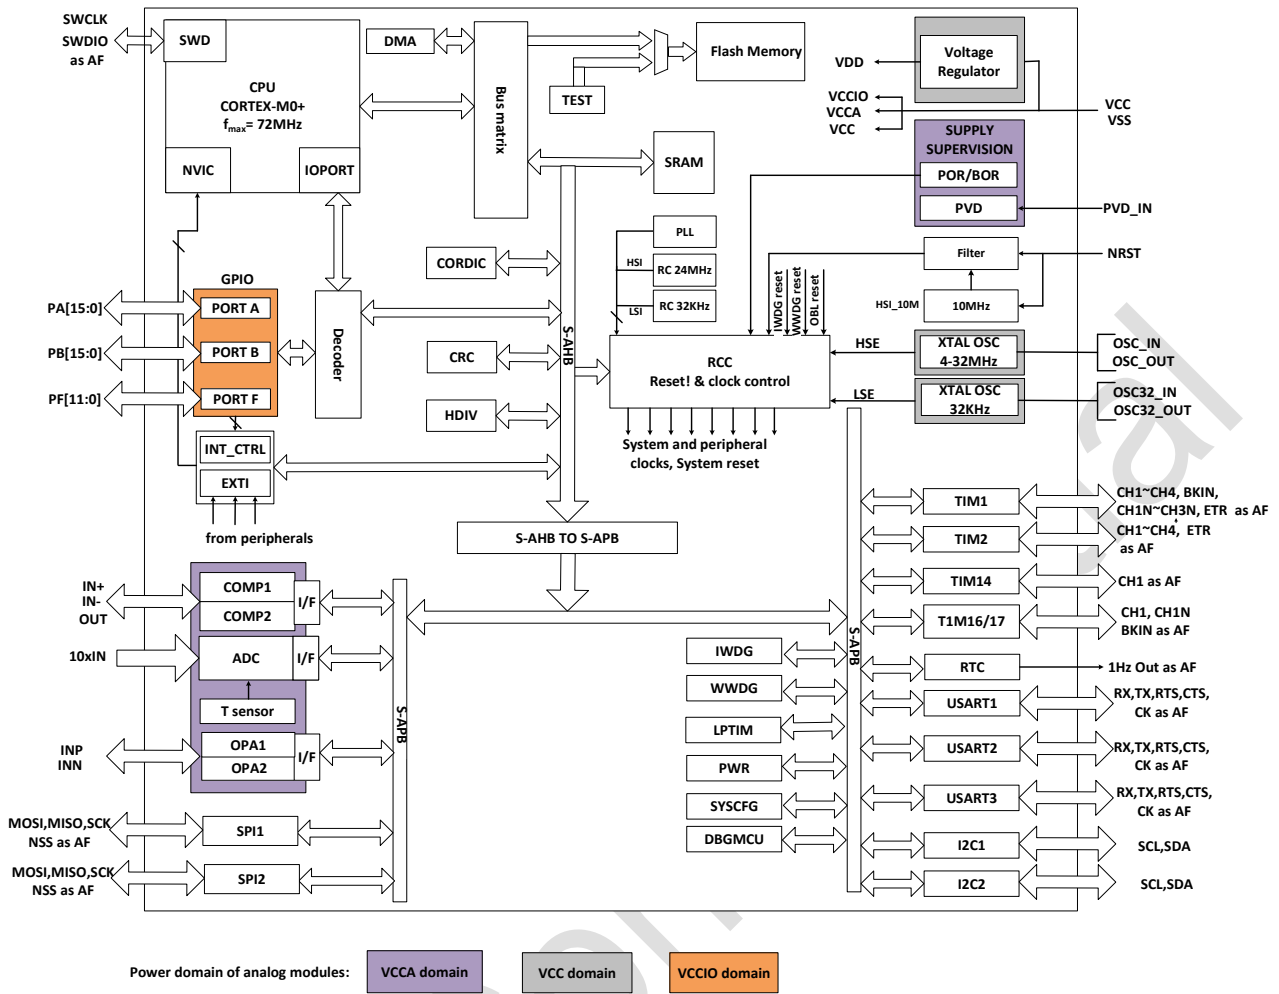 SWCLK
SWDIO
as AF
SWD
CPU
CORTEX-M0+
fmax= 72MHz
NVIC
IOPORT
DMA
Bus matrix
TEST
Flash Memory
SRAM
Voltage
Regulator
VDD
VCCIO
VCCA
VCC
VCC
VSS
SUPPLY
SUPERVISION
POR/BOR
PVD
PVD_IN
Filter
NRST
HSI_10M
10MHz
PLL
HSI
RC 24MHz
LSI
RC 32KHz
IWDG reset
WWDG reset
OBL reset
CORDIC
CRC
HDIV
S-AHB
RCC
Reset! & clock control
HSE
XTAL OSC
4-32MHz
OSC_IN
OSC_OUT
LSE
XTAL OSC
32KHz
OSC32_IN
OSC32_OUT
System and peripheral
clocks, System reset
GPIO
PA[15:0]
PORT A
PB[15:0]
PORT B
PF[11:0]
PORT F
Decoder
INT_CTRL
EXTI
from peripherals
S-AHB TO S-APB
IN+
IN-
OUT
COMP1
COMP2
I/F
10xIN
ADC
I/F
T sensor
INP
INN
OPA1
OPA2
I/F
MOSI,MISO,SCK
NSS as AF
SPI1
MOSI,MISO,SCK
NSS as AF
SPI2
S-APB
IWDG
WWDG
LPTIM
PWR
SYSCFG
DBGMCU
S-APB
TIM1
CH1~CH4, BKIN,
CH1N~CH3N, ETR as AF
TIM2
CH1~CH4, ETR
as AF
TIM14
CH1 as AF
T1M16/17
CH1, CH1N
BKIN as AF
RTC
1Hz Out as AF
USART1
RX,TX,RTS,CTS,
CK as AF
USART2
RX,TX,RTS,CTS,
CK as AF
USART3
RX,TX,RTS,CTS,
CK as AF
I2C1
SCL,SDA
I2C2
SCL,SDA
Power domain of analog modules:
VCCA domain
VCC domain
VCCIO domain